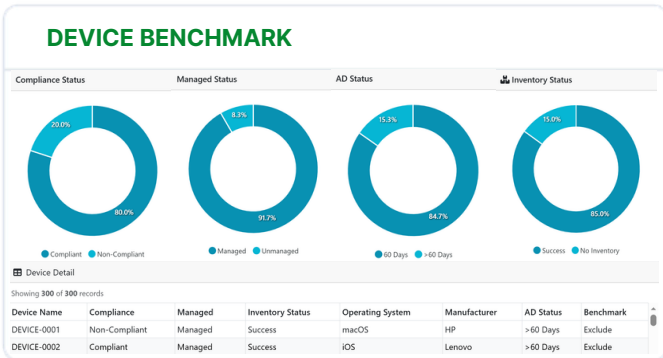 DEVICE BENCHMARK
Compliance Status
Managed Status
AD Status
Inventory Status
20.0%
80.0%
8.3%
91.7%
15.3%
84.7%
15.0%
85.0%
Compliant Non-Compliant
Managed Unmanaged
60 Days >60 Days
Success No Inventory
Device Detail
Showing 300 of 300 records
Device Name Compliance Managed Inventory Status Operating System Manufacturer AD Status Benchmark
DEVICE-0001 Non-Compliant Managed Success macOS HP >60 Days Exclude
DEVICE-0002 Compliant Managed Success iOS Lenovo >60 Days Exclude